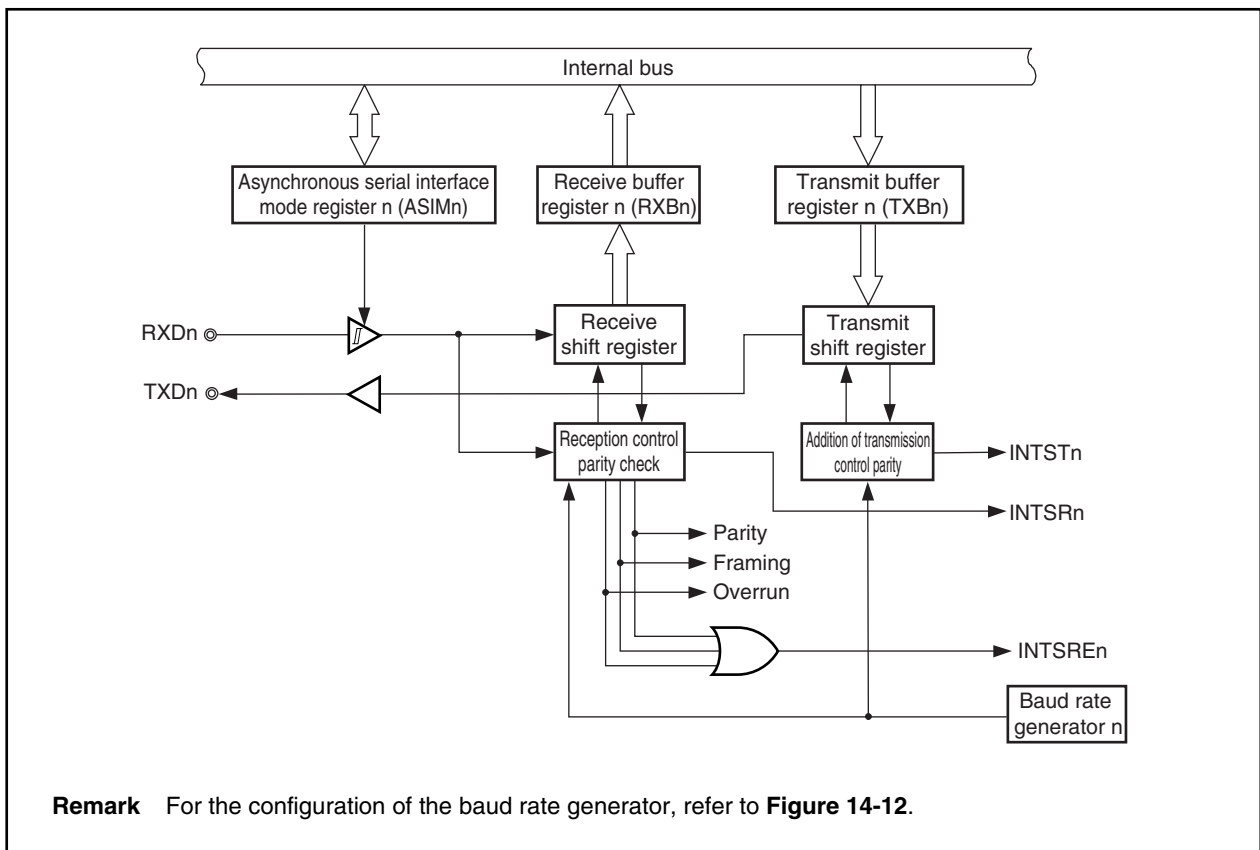 Internal bus
Asynchronous serial interface
mode register n (ASIMn)
Receive buffer
register n (RXBn)
Transmit buffer
register n (TXBn)
RXDn
Receive
shift register
Transmit
shift register
TXDn
Reception control
parity check
Addition of transmission
control parity
INTSTn
INTSRn
Parity
Framing
Overrun
INTSREn
Baud rate
generator n
Remark For the configuration of the baud rate generator, refer to Figure 14-12.